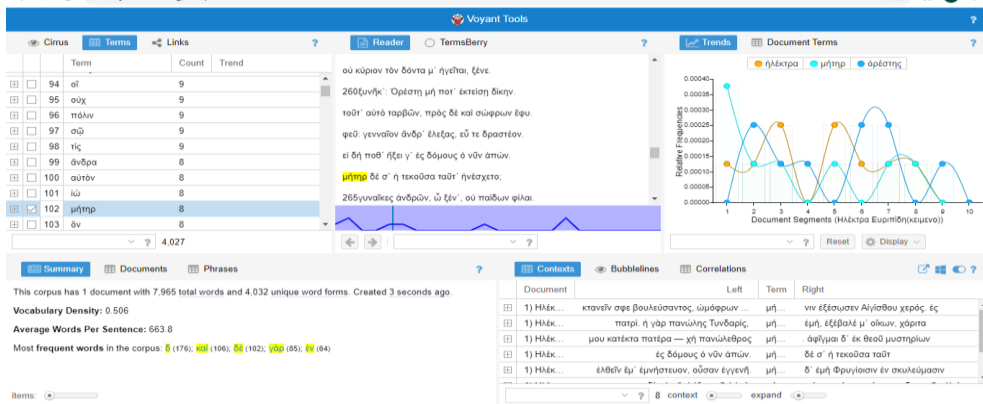 Voyant Tools
?
Cirrus Terms Links ?
Reader TermsBerry ?
Trends Document Terms ?
Term Count Trend
94 οἵ 9
95 οὐχ 9
96 πόλιν 9
97 σῷ 9
98 τίς 9
99 ἄνδρα 8
100 αὐτὸν 8
101 ἰὼ 8
102 μήτηρ 8
103 ὃν 8
? 4,027
οὐ κύριον τὸν δόντα μ᾽ ἡγεῖται, ξένε.
260ξυνῆκ᾽: Ὀρέστῃ μή ποτ᾽ ἐκτείσῃ δίκην.
τοῦτ᾽ αὐτὸ ταρβῶν, πρὸς δὲ καὶ σώφρων ἔφυ.
φεῦ: γενναῖον ἄνδρ᾽ ἔλεξας, εὖ τε δραστέον.
εἰ δή ποθ᾽ ἥξει γ᾽ ἐς δόμους ὁ νῦν ἀπών.
μήτηρ δέ σ᾽ ἡ τεκοῦσα ταῦτ᾽ ἠνέσχετο;
265γυναῖκες ἀνδρῶν, ὦ ξέν᾽, οὐ παίδων φίλαι.
?
ἠλέκτρα μήτηρ ὀρέστης
Relative Frequencies
0.00040
0.00035
0.00030
0.00025
0.00020
0.00015
0.00010
0.00005
0.00000
1 2 3 4 5 6 7 8 9 10
Document Segments (Ηλέκτρα Ευριπίδη(κειμενο))
? Reset Display
Summary Documents Phrases ?
This corpus has 1 document with 7,965 total words and 4,032 unique word forms. Created 3 seconds ago.
Vocabulary Density: 0.506
Average Words Per Sentence: 663.8
Most frequent words in the corpus: δ (176); καὶ (106); δὲ (102); γὰρ (85); ἐν (64)
items:
Contexts Bubblelines Correlations ?
Document Left Term Right
1) Ηλέκ... κτανεῖν σφε βουλεύσαντος, ὠμόφρων ... μή... νιν ἐξέσῳσεν Αἰγίσθου χερός. ἐς
1) Ηλέκ... πατρί. ἡ γὰρ πανώλης Τυνδαρίς, μή... ἐμή, ἐξέβαλέ μ᾽ οἴκων, χάριτα
1) Ηλέκ... μου κατέκτα πατέρα — χἠ πανώλεθρος μή... . ἀφῖγμαι δ᾽ ἐκ θεοῦ μυστηρίων
1) Ηλέκ... ἐς δόμους ὁ νῦν ἀπών. μή... δέ σ᾽ ἡ τεκοῦσα ταῦτ
1) Ηλέκ... ἐλθεῖν ἔμ᾽ ἐμνήστευον, οὖσαν ἐγγενῆ. μή... δ᾽ ἐμὴ Φρυγίοισιν ἐν σκυλεύμασιν
? 8 context expand